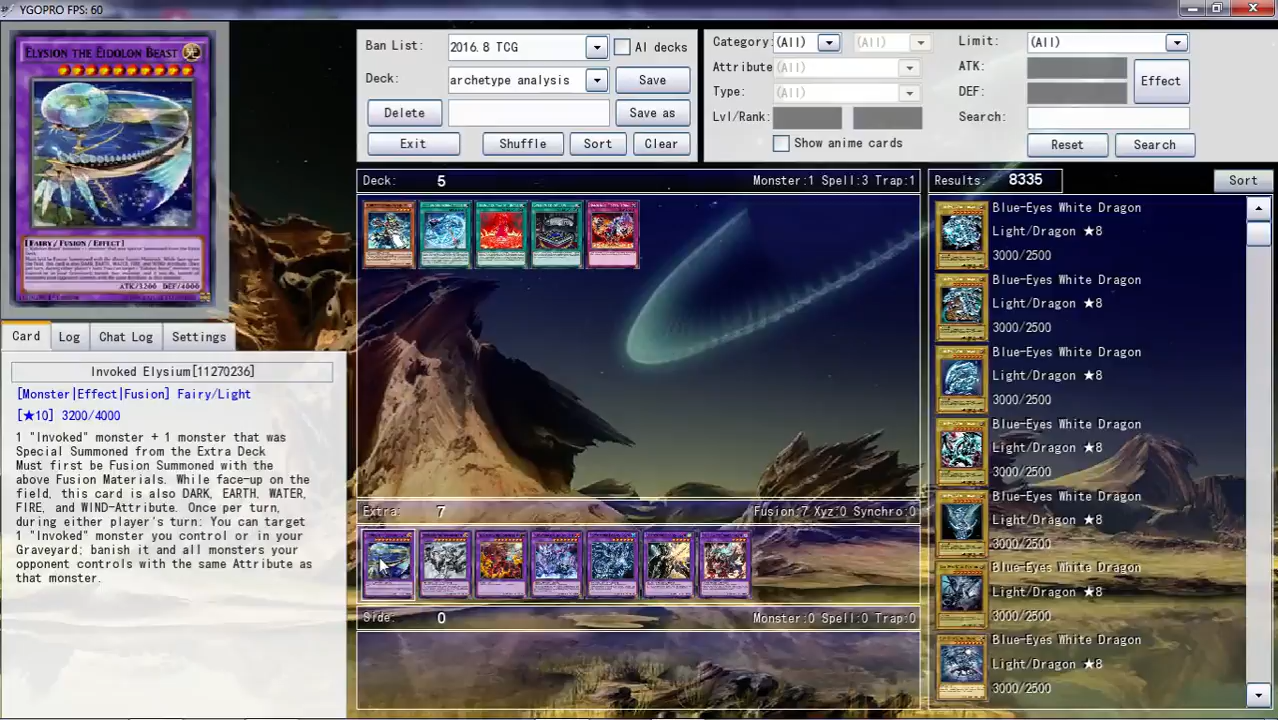 YGOPRO FPS: 60
Elysion the Eidolon Beast
[Fairy / Fusion / Effect]
ATK/3200 DEF/4000
Card
Log
Chat Log
Settings
Invoked Elysium[11270236]
[Monster|Effect|Fusion] Fairy/Light
[★10] 3200/4000
1 "Invoked" monster + 1 monster that was
Special Summoned from the Extra Deck
Must first be Fusion Summoned with the
above Fusion Materials. While face-up on the
field, this card is also DARK, EARTH, WATER,
FIRE, and WIND-Attribute. Once per turn,
during either player's turn: You can target
1 "Invoked" monster you control or in your
Graveyard; banish it and all monsters your
opponent controls with the same Attribute as
that monster.
Ban List: 2016.8 TCG AI decks
Deck: archetype analysis Save
Delete Save as
Exit Shuffle Sort Clear
Category: (All) (All) Limit: (All)
Attribute (All) ATK:
Type: (All) DEF: Effect
Lvl/Rank: Search:
Show anime cards Reset Search
Deck: 5 Monster:1 Spell:3 Trap:1
Extra: 7 Fusion:7 Xyz:0 Synchro:0
Side: 0 Monster:0 Spell:0 Trap:0
Results: 8335 Sort
Blue-Eyes White Dragon
Light/Dragon ★8
3000/2500
Blue-Eyes White Dragon
Light/Dragon ★8
3000/2500
Blue-Eyes White Dragon
Light/Dragon ★8
3000/2500
Blue-Eyes White Dragon
Light/Dragon ★8
3000/2500
Blue-Eyes White Dragon
Light/Dragon ★8
3000/2500
Blue-Eyes White Dragon
Light/Dragon ★8
3000/2500
Blue-Eyes White Dragon
Light/Dragon ★8
3000/2500